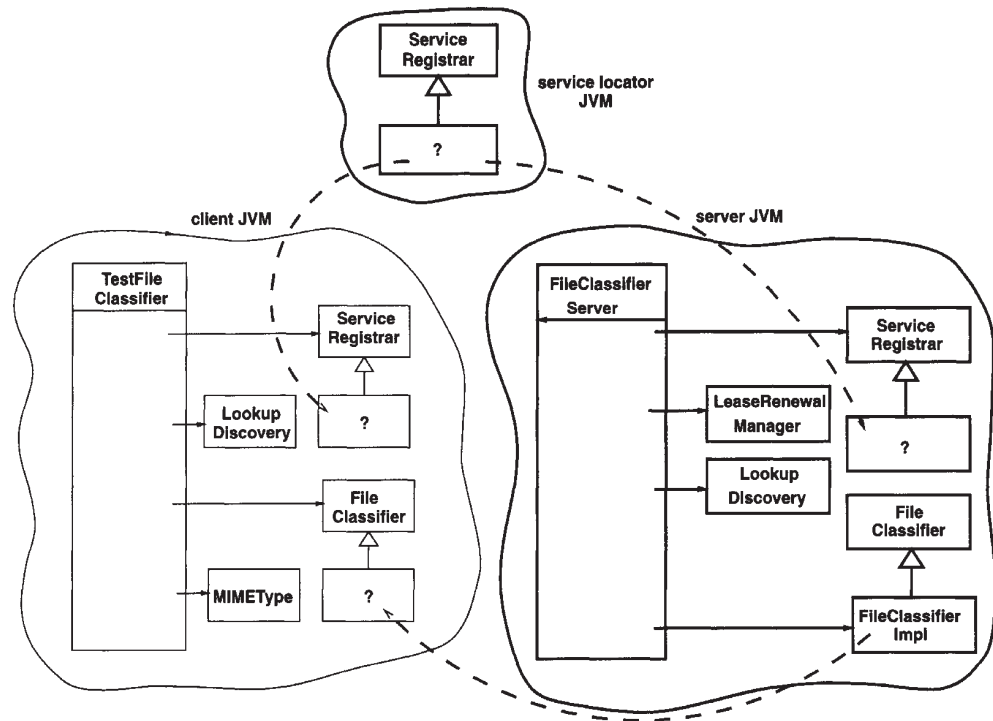 Service
Registrar
service locator
JVM
?
client JVM
server JVM
TestFile
Classifier
Service
Registrar
Lookup
Discovery
?
File
Classifier
MIMEType
?
FileClassifier
Server
Service
Registrar
LeaseRenewal
Manager
?
Lookup
Discovery
File
Classifier
FileClassifier
Impl